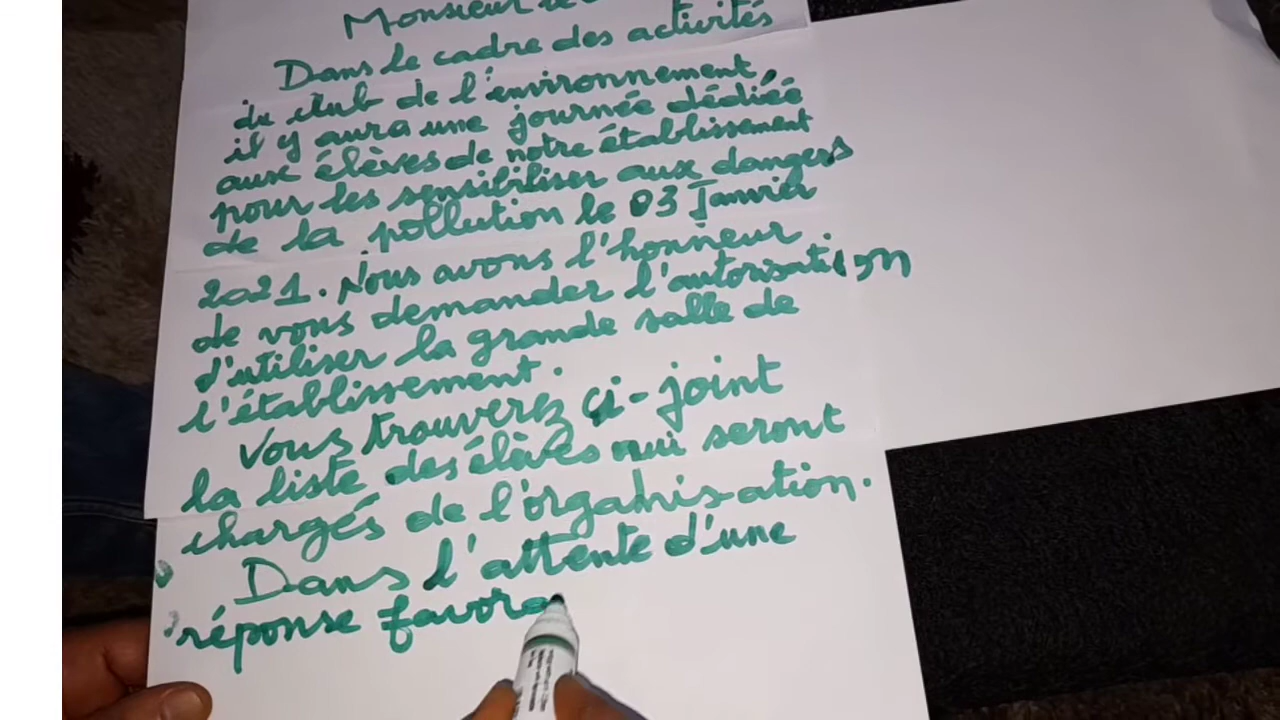 Monsieur le
Dans le cadre des activités
du club de l'environnement
il y aura une journée dédiée
aux élèves de notre établissement
pour les sensibiliser aux dangers
de la pollution le 03 Janvier
2021. Nous avons l'honneur
de vous demander l'autorisation
d'utiliser la grande salle de
l'établissement.
Vous trouverez ci-joint
la liste des élèves qui seront
chargés de l'organisation.
Dans l'attente d'une
réponse favora